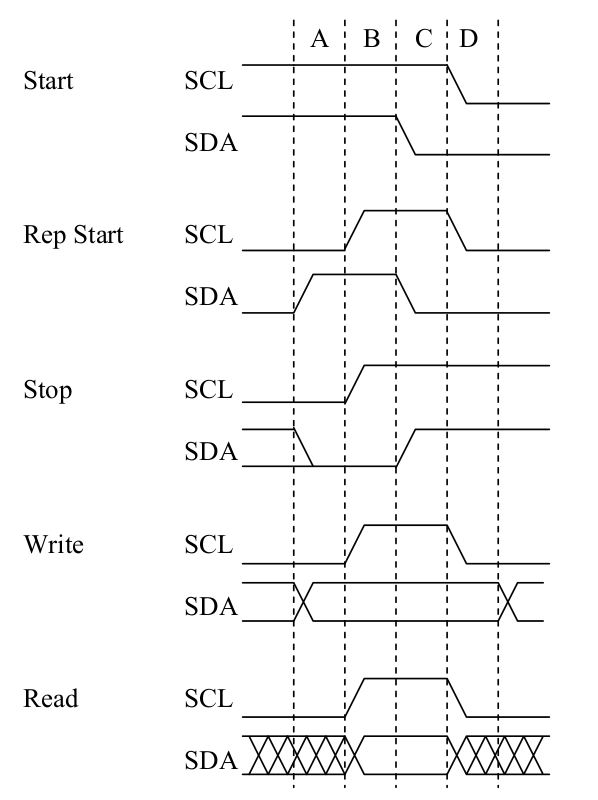 A B C D
Start SCL
SDA
Rep Start SCL
SDA
Stop SCL
SDA
Write SCL
SDA
Read SCL
SDA